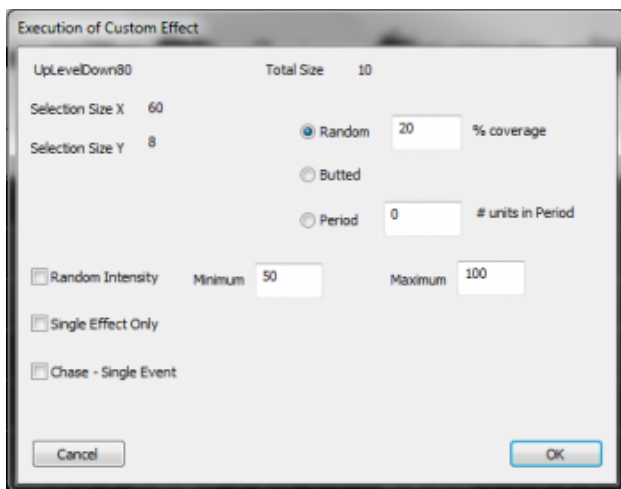 Execution of Custom Effect
UpLevelDown80 Total Size 10
Selection Size X 60
Selection Size Y 8
Random 20 % coverage
Butted
Period 0 # units in Period
Random Intensity Minimum 50 Maximum 100
Single Effect Only
Chase - Single Event
Cancel OK